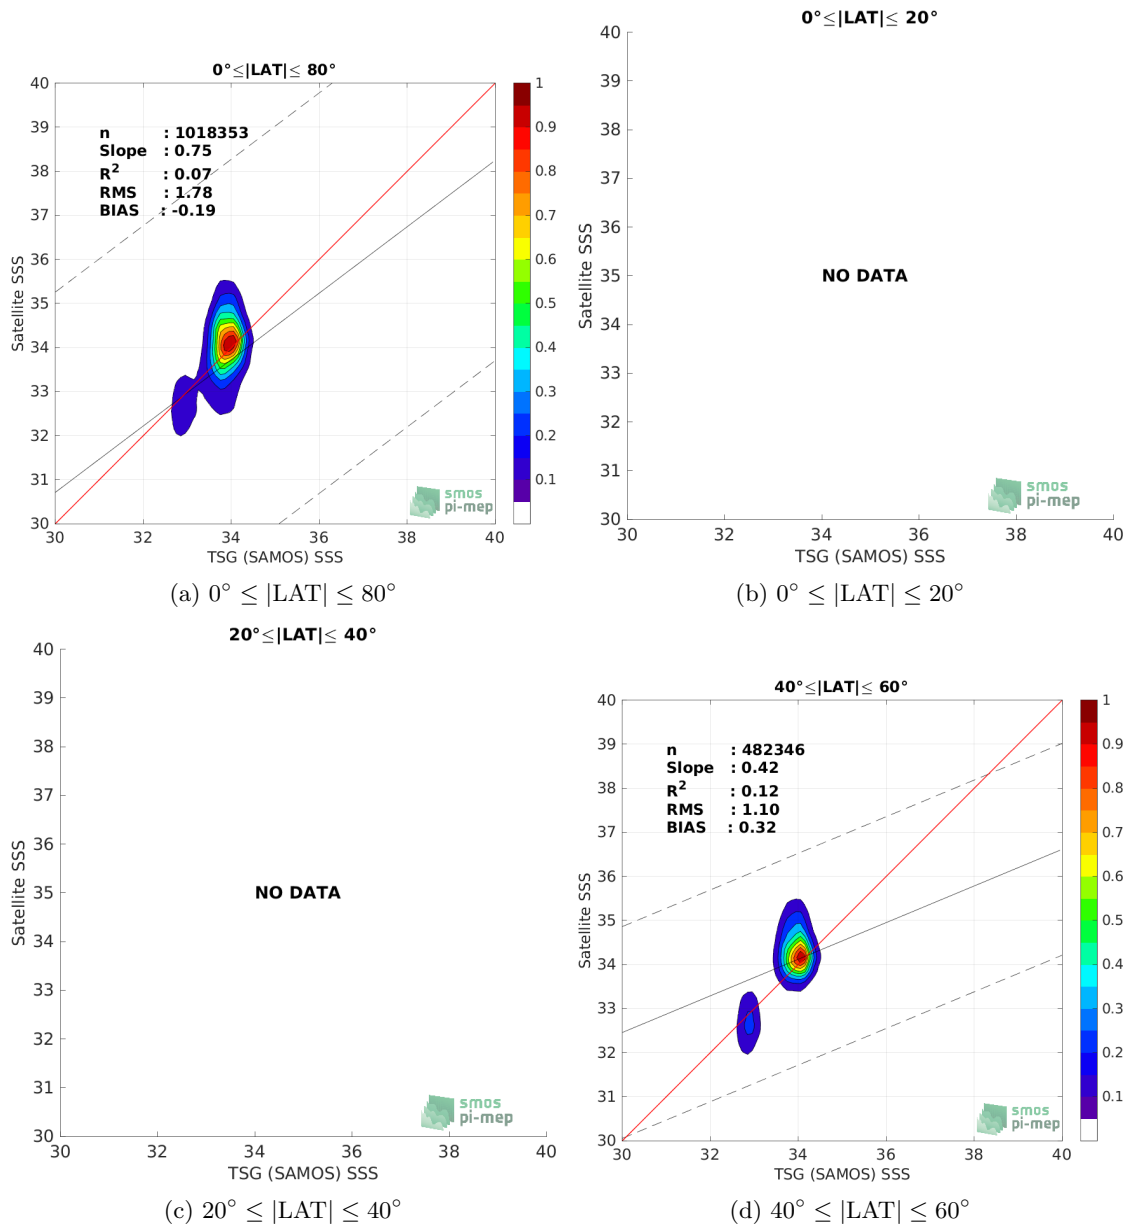 0°≤|LAT|≤ 80°
40
39
38
37
36
35
34
33
32
31
30
Satellite SSS
n : 1018353
Slope : 0.75
R² : 0.07
RMS : 1.78
BIAS : -0.19
smos
pi-mep
30 32 34 36 38 40
TSG (SAMOS) SSS
1
0.9
0.8
0.7
0.6
0.5
0.4
0.3
0.2
0.1
(a) 0° ≤ |LAT| ≤ 80°
0°≤|LAT|≤ 20°
40
39
38
37
36
35
34
33
32
31
30
Satellite SSS
NO DATA
smos
pi-mep
30 32 34 36 38 40
TSG (SAMOS) SSS
(b) 0° ≤ |LAT| ≤ 20°
20°≤|LAT|≤ 40°
40
39
38
37
36
35
34
33
32
31
30
Satellite SSS
NO DATA
smos
pi-mep
30 32 34 36 38 40
TSG (SAMOS) SSS
(c) 20° ≤ |LAT| ≤ 40°
40°≤|LAT|≤ 60°
40
39
38
37
36
35
34
33
32
31
30
Satellite SSS
n : 482346
Slope : 0.42
R² : 0.12
RMS : 1.10
BIAS : 0.32
smos
pi-mep
30 32 34 36 38 40
TSG (SAMOS) SSS
1
0.9
0.8
0.7
0.6
0.5
0.4
0.3
0.2
0.1
(d) 40° ≤ |LAT| ≤ 60°